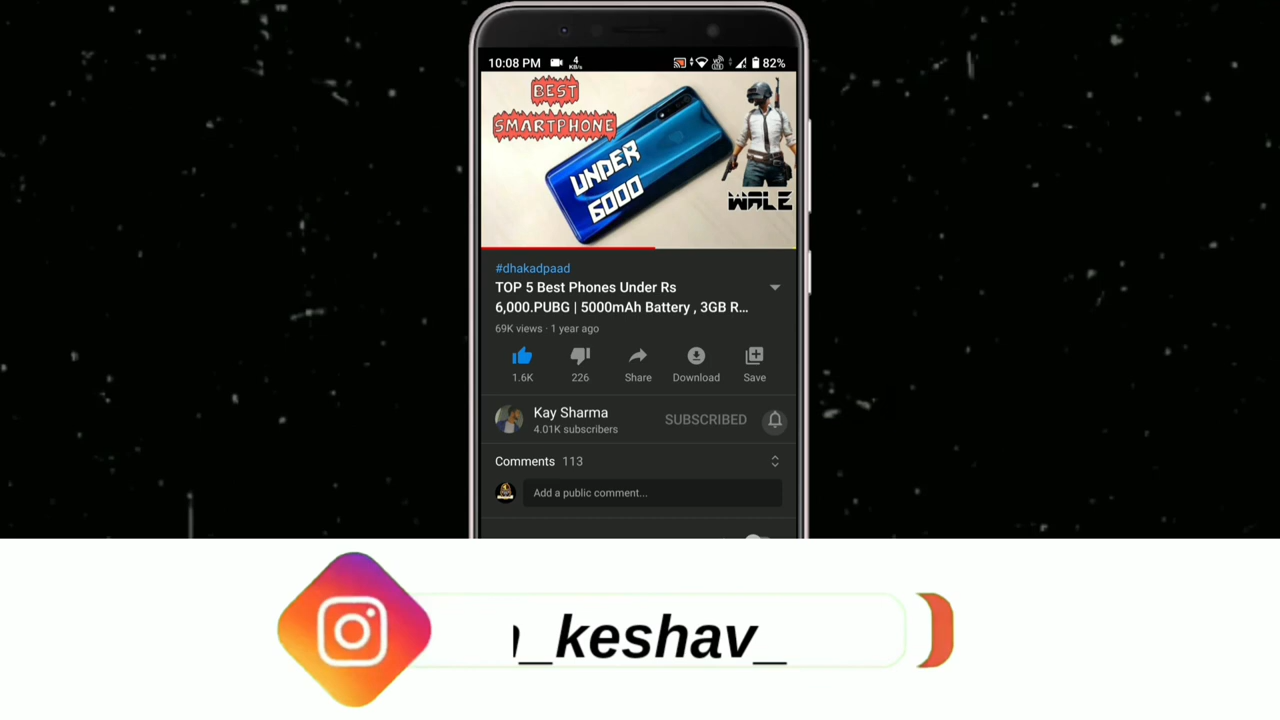 10:08 PM 4 KB/s 82%
BEST
SMARTPHONE
UNDER
6000
WALE
#dhakadpaad
TOP 5 Best Phones Under Rs
6,000.PUBG | 5000mAh Battery , 3GB R...
69K views · 1 year ago
1.6K 226 Share Download Save
Kay Sharma
4.01K subscribers
SUBSCRIBED
Comments 113
Add a public comment...
_keshav_